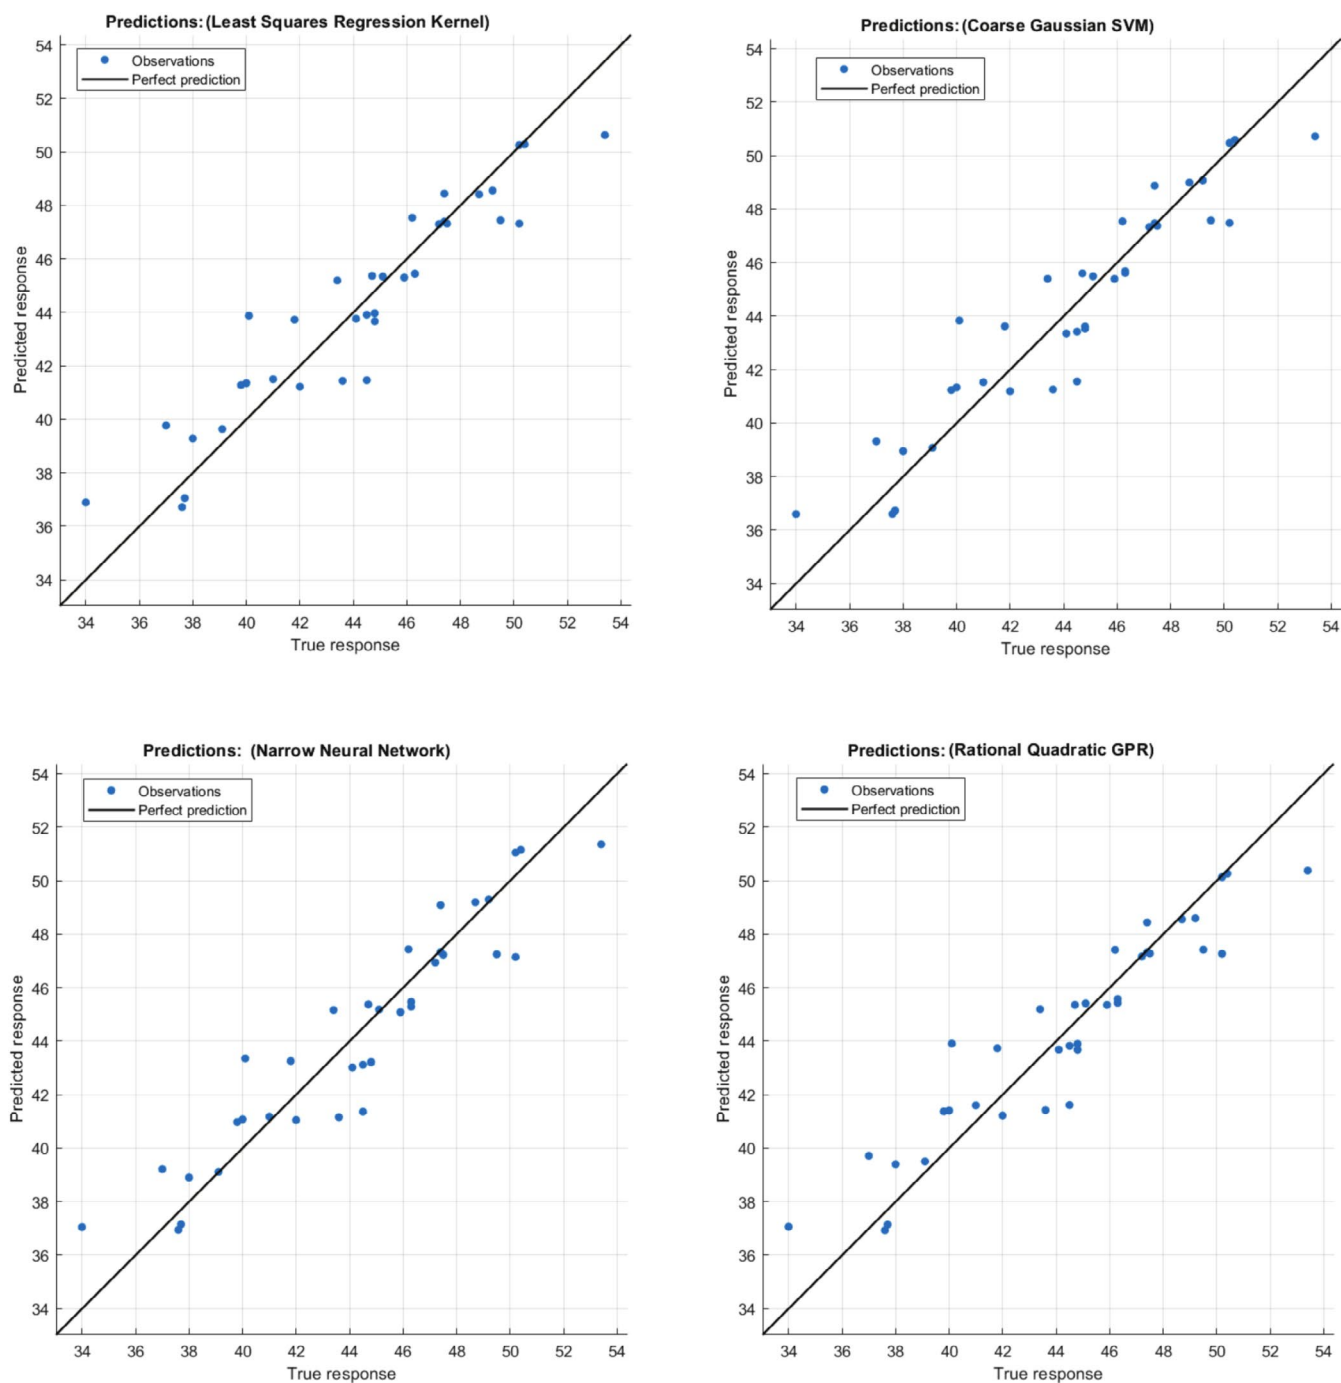 Predictions: (Least Squares Regression Kernel)
Observations
Perfect prediction
54
52
50
48
46
44
42
40
38
36
34
Predicted response
34 36 38 40 42 44 46 48 50 52 54
True response
Predictions: (Coarse Gaussian SVM)
Observations
Perfect prediction
54
52
50
48
46
44
42
40
38
36
34
Predicted response
34 36 38 40 42 44 46 48 50 52 54
True response
Predictions: (Narrow Neural Network)
Observations
Perfect prediction
54
52
50
48
46
44
42
40
38
36
34
Predicted response
34 36 38 40 42 44 46 48 50 52 54
True response
Predictions: (Rational Quadratic GPR)
Observations
Perfect prediction
54
52
50
48
46
44
42
40
38
36
34
Predicted response
34 36 38 40 42 44 46 48 50 52 54
True response